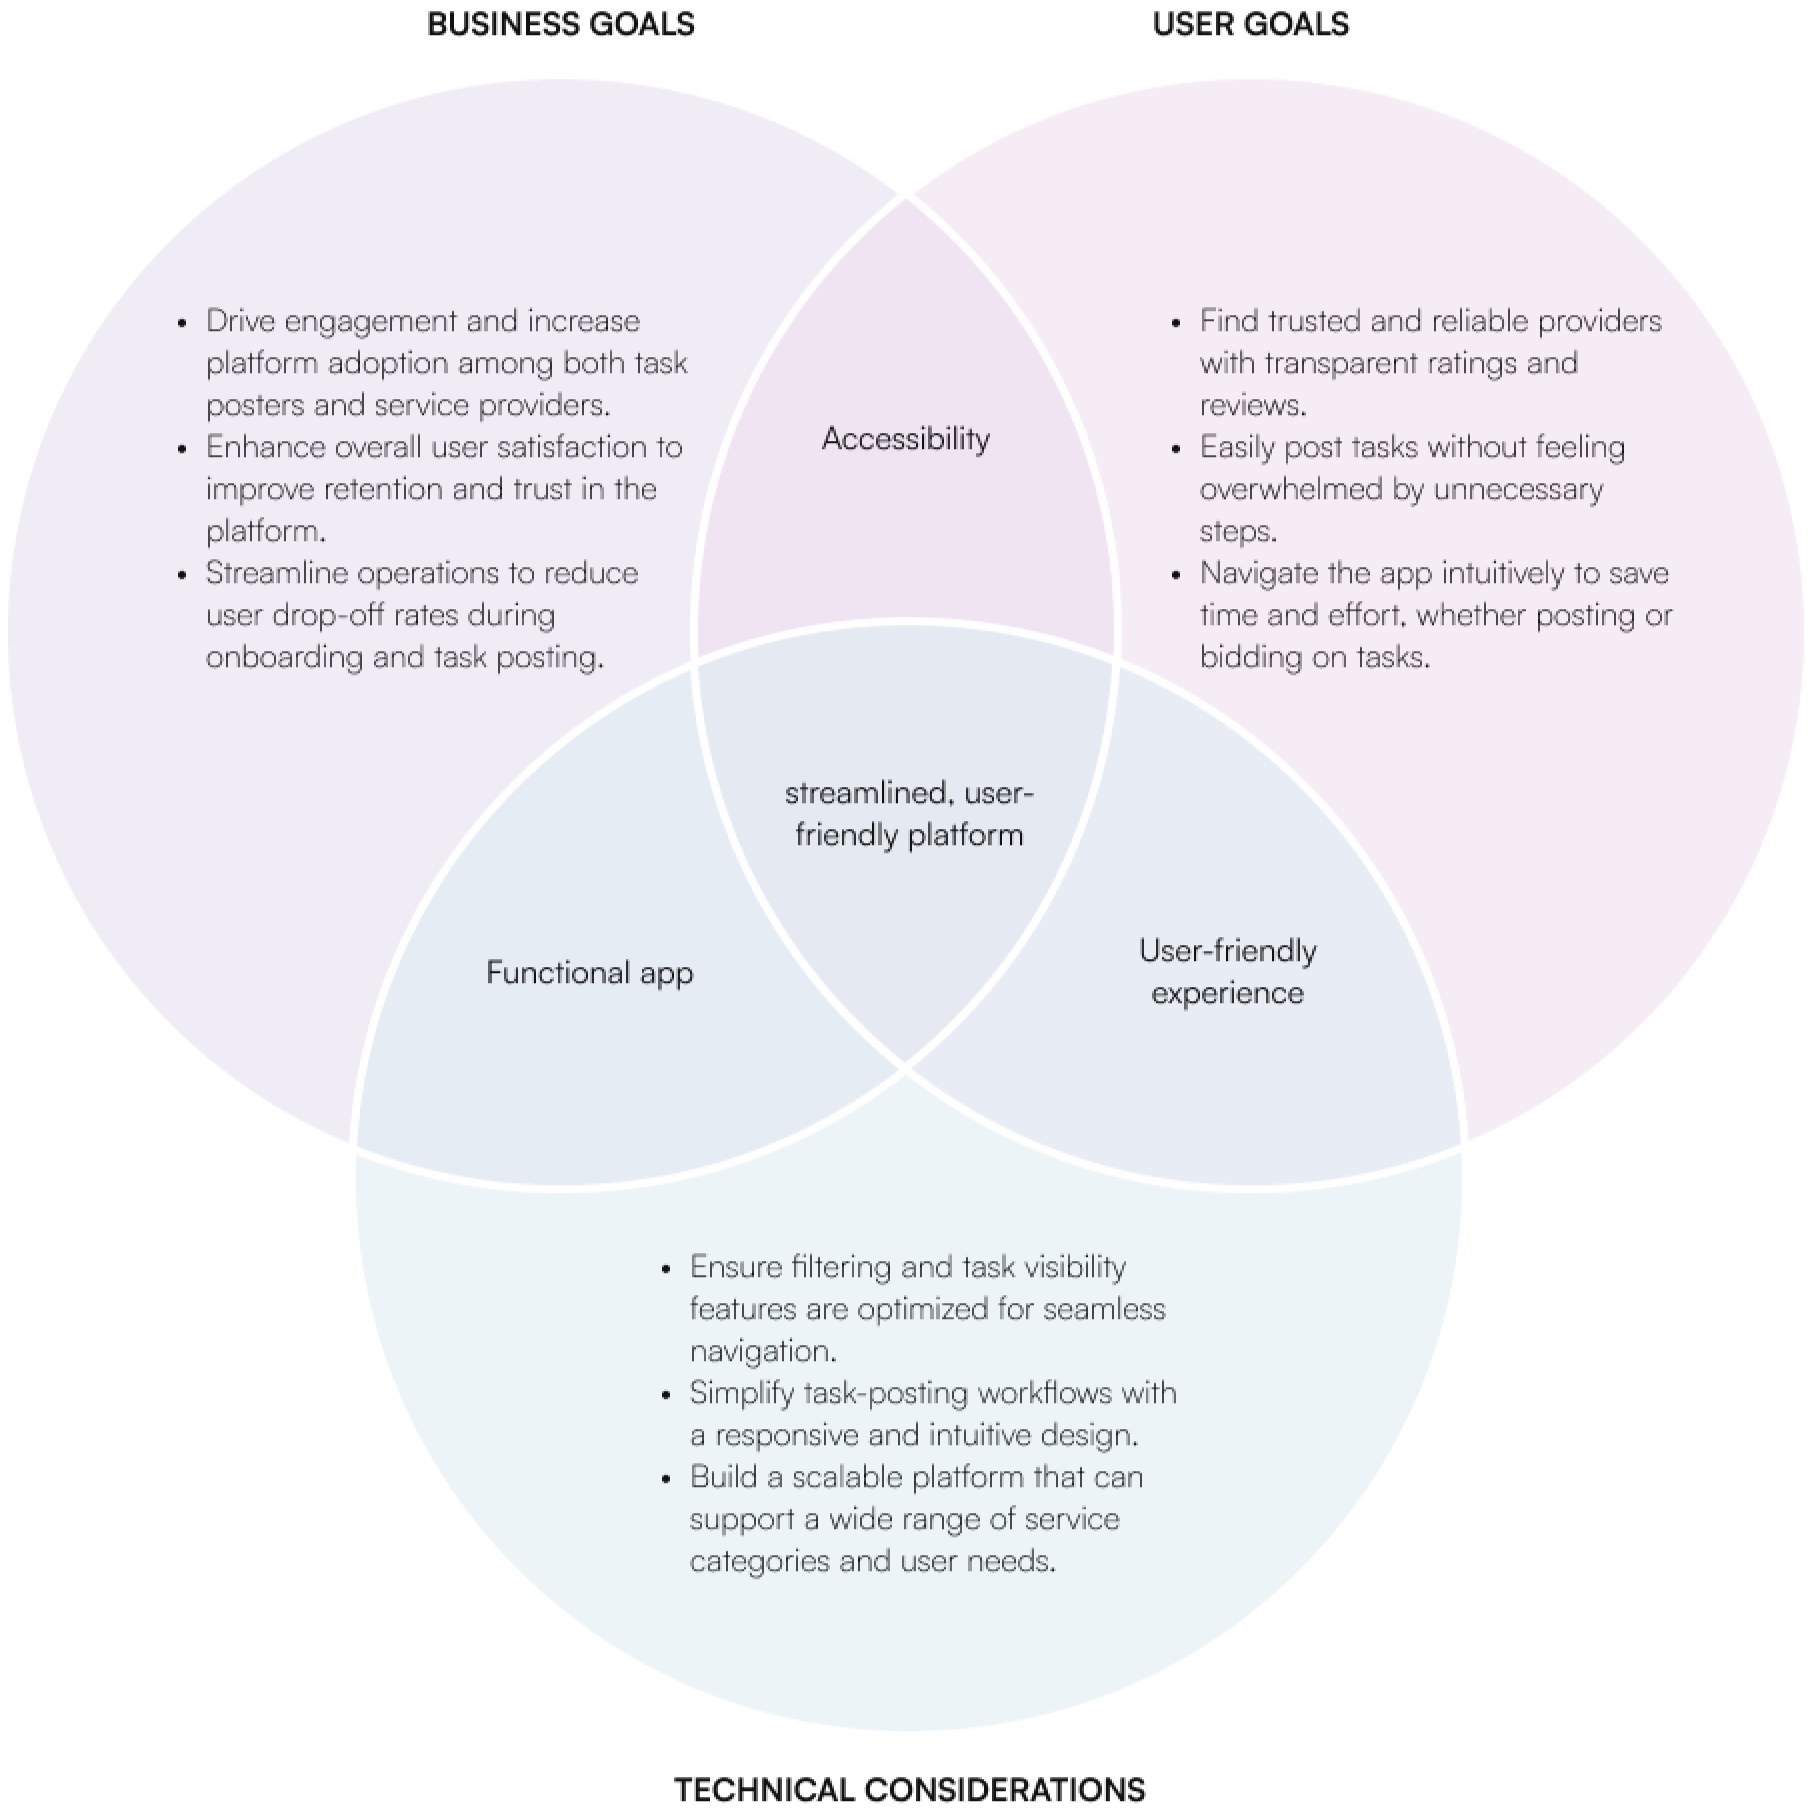 BUSINESS GOALS
USER GOALS
• Drive engagement and increase
platform adoption among both task
posters and service providers.
• Enhance overall user satisfaction to
improve retention and trust in the
platform.
• Streamline operations to reduce
user drop-off rates during
onboarding and task posting.
Accessibility
• Find trusted and reliable providers
with transparent ratings and
reviews.
• Easily post tasks without feeling
overwhelmed by unnecessary
steps.
• Navigate the app intuitively to save
time and effort, whether posting or
bidding on tasks.
streamlined, user-
friendly platform
Functional app
User-friendly
experience
• Ensure filtering and task visibility
features are optimized for seamless
navigation.
• Simplify task-posting workflows with
a responsive and intuitive design.
• Build a scalable platform that can
support a wide range of service
categories and user needs.
TECHNICAL CONSIDERATIONS